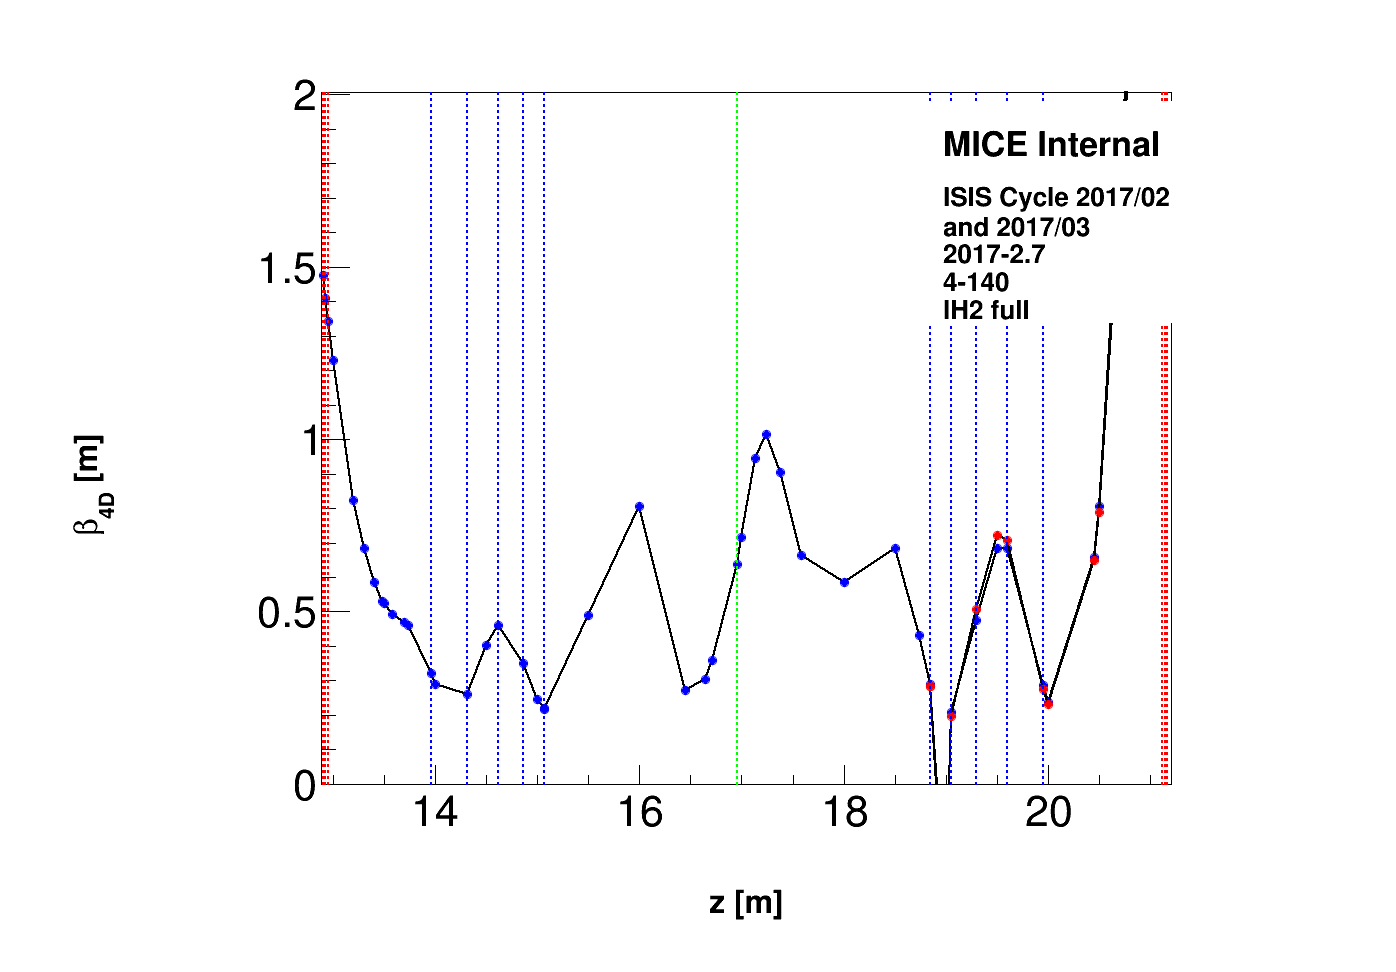 2
1.5
1
0.5
0
14 16 18 20
β4D [m]
z [m]
MICE Internal
ISIS Cycle 2017/02
and 2017/03
2017-2.7
4-140
lH2 full